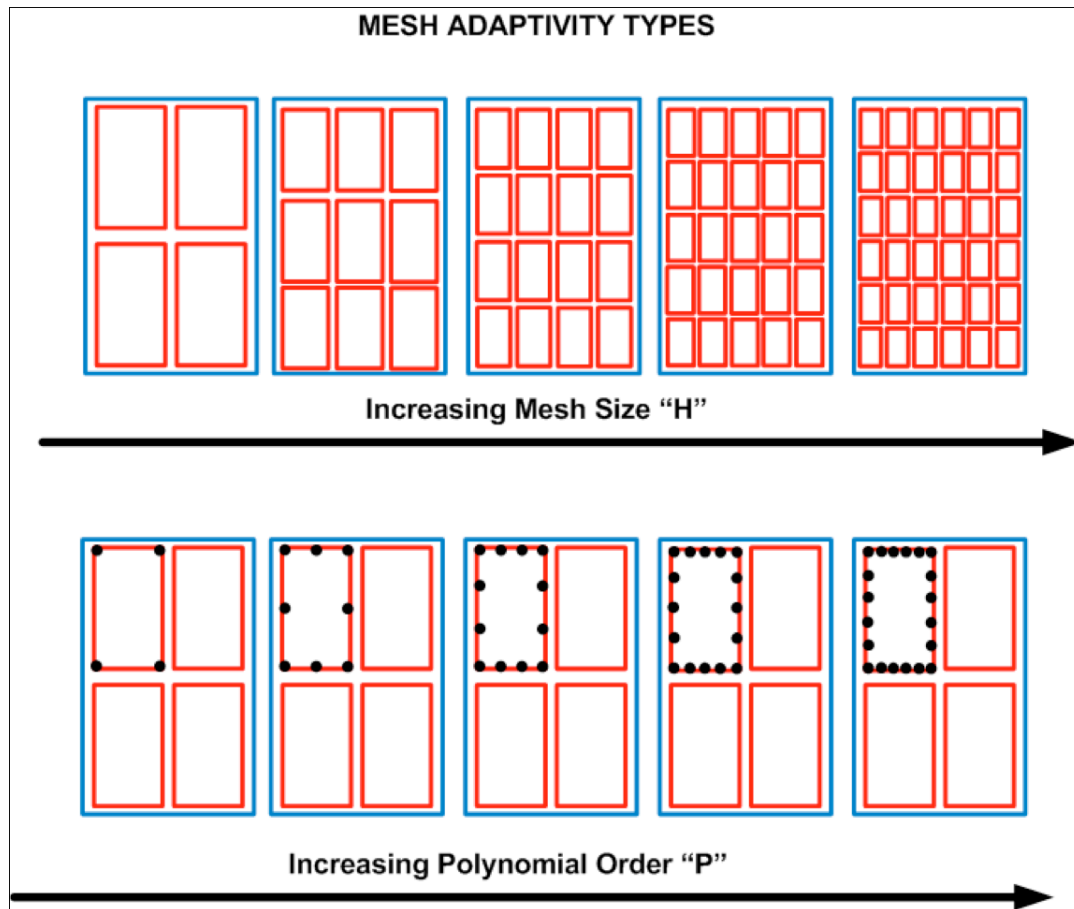 MESH ADAPTIVITY TYPES
Increasing Mesh Size “H”
Increasing Polynomial Order “P”